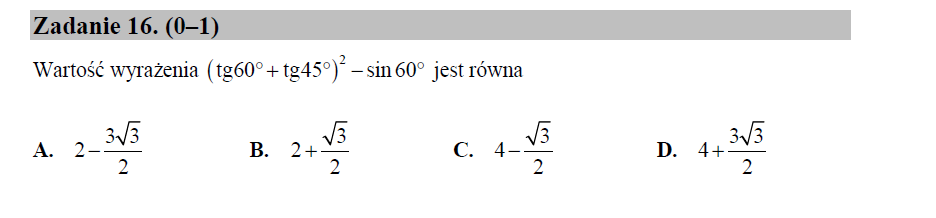 Zadanie 16. (0–1)
Wartość wyrażenia (tg60° + tg45°)² – sin 60° jest równa
A. 2 – 3√3/2 B. 2 + √3/2 C. 4 – √3/2 D. 4 + 3√3/2